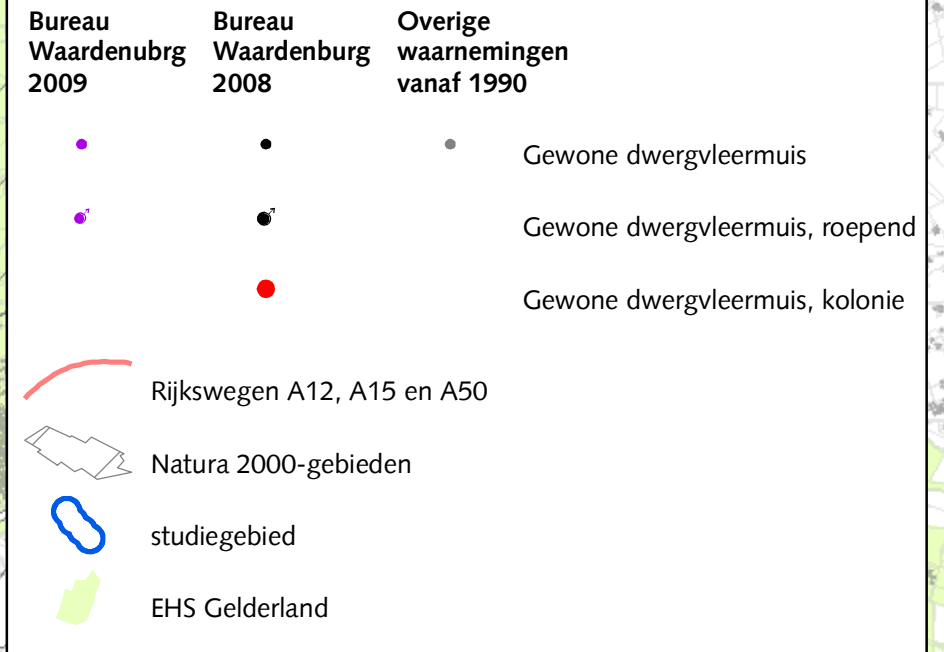 Bureau
Waardenubrg
2009
Bureau
Waardenburg
2008
Overige
waarnemingen
vanaf 1990
Gewone dwergvleermuis
Gewone dwergvleermuis, roepend
Gewone dwergvleermuis, kolonie
Rijkswegen A12, A15 en A50
Natura 2000-gebieden
studiegebied
EHS Gelderland